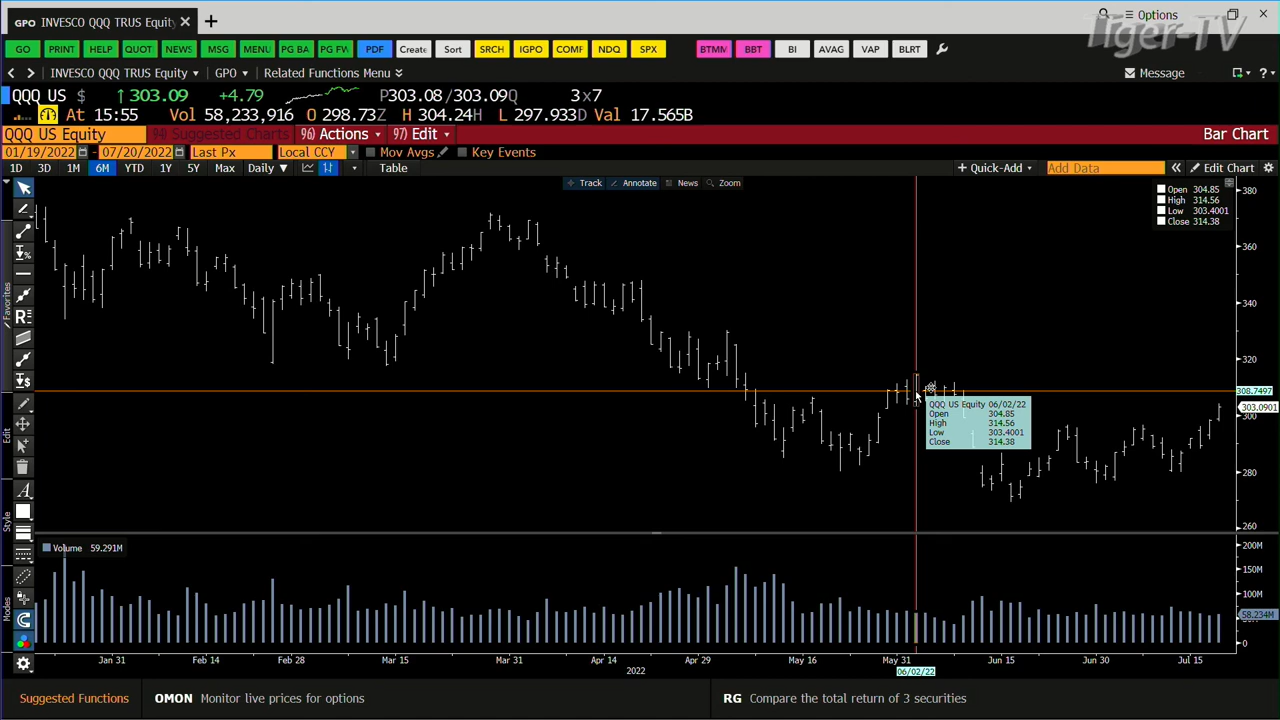 GPO INVESCO QQQ TRUS Equity
Options
Tiger-TV
GO PRINT HELP QUOT NEWS MSG MENU PG BA PG FW PDF Create Sort SRCH IGPO COMF NDQ SPX BTMM BBT BI AVAG VAP BLRT
INVESCO QQQ TRUS Equity GPO Related Functions Menu Message ?
QQQ US $ ↑ 303.09 +4.79 P303.08/303.09Q 3x7
At 15:55 Vol 58,233,916 O 298.73Z H 304.24H L 297.933D Val 17.565B
QQQ US Equity 94) Suggested Charts 96) Actions 97) Edit Bar Chart
01/19/2022 - 07/20/2022 Last Px Local CCY Mov Avgs Key Events
1D 3D 1M 6M YTD 1Y 5Y Max Daily Table + Quick-Add Add Data Edit Chart
Track Annotate News Zoom
Open 304.85
High 314.56
Low 303.4001
Close 314.38
380
360
340
320
308.7497
303.0901
300
280
260
Favorites
Edit
Style
Modes
QQQ US Equity 06/02/22
Open 304.85
High 314.56
Low 303.4001
Close 314.38
Volume 59.291M
200M
150M
100M
58.234M
0
Jan 31 Feb 14 Feb 28 Mar 15 Mar 31 Apr 14 Apr 29 May 16 May 31 Jun 15 Jun 30 Jul 15
2022
06/02/22
Suggested Functions OMON Monitor live prices for options RG Compare the total return of 3 securities